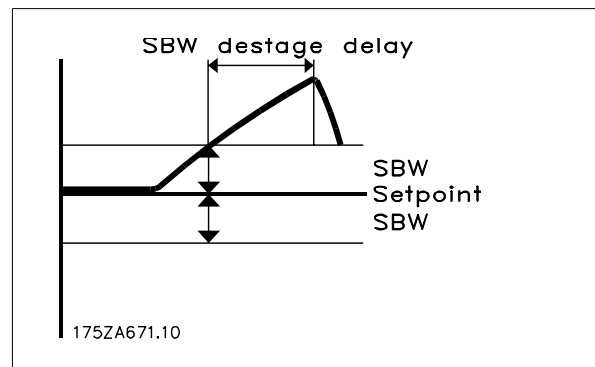 SBW destage delay
SBW
Setpoint
SBW
175ZA671.10